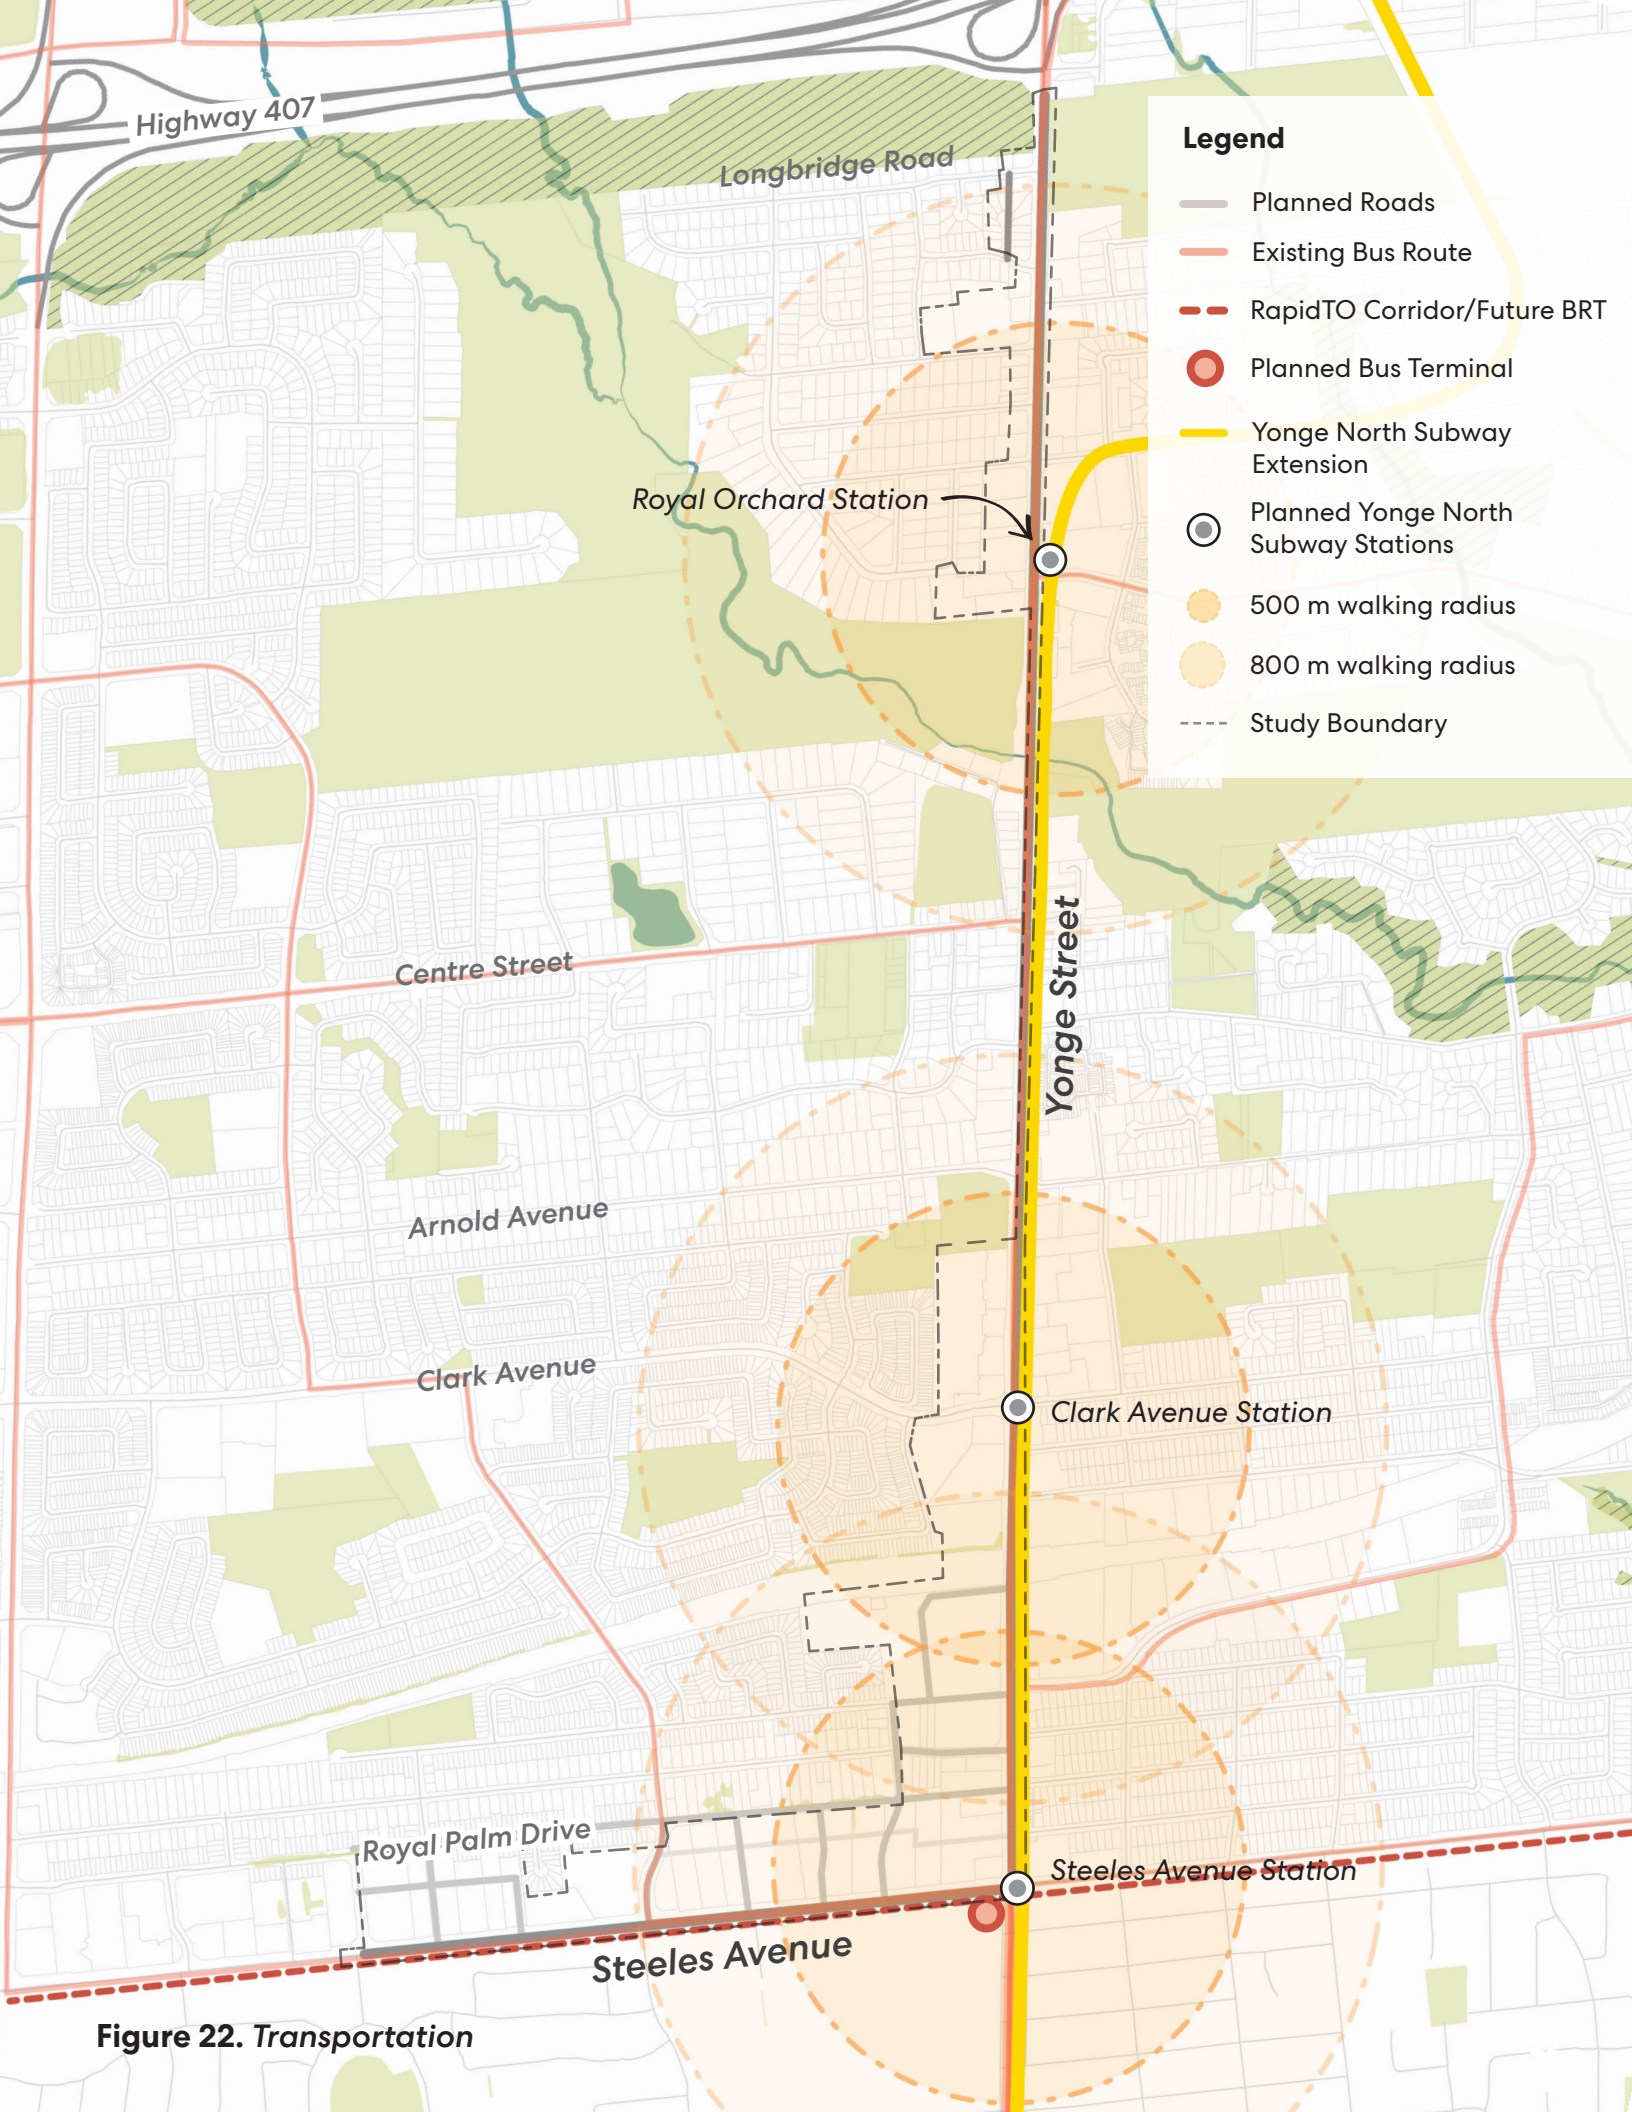 Highway 407
Longbridge Road
Legend
Planned Roads
Existing Bus Route
RapidTO Corridor/Future BRT
Planned Bus Terminal
Yonge North Subway
Extension
Planned Yonge North
Subway Stations
500 m walking radius
800 m walking radius
Study Boundary
Royal Orchard Station
Yonge Street
Centre Street
Arnold Avenue
Clark Avenue
Clark Avenue Station
Royal Palm Drive
Steeles Avenue Station
Steeles Avenue
Figure 22. Transportation